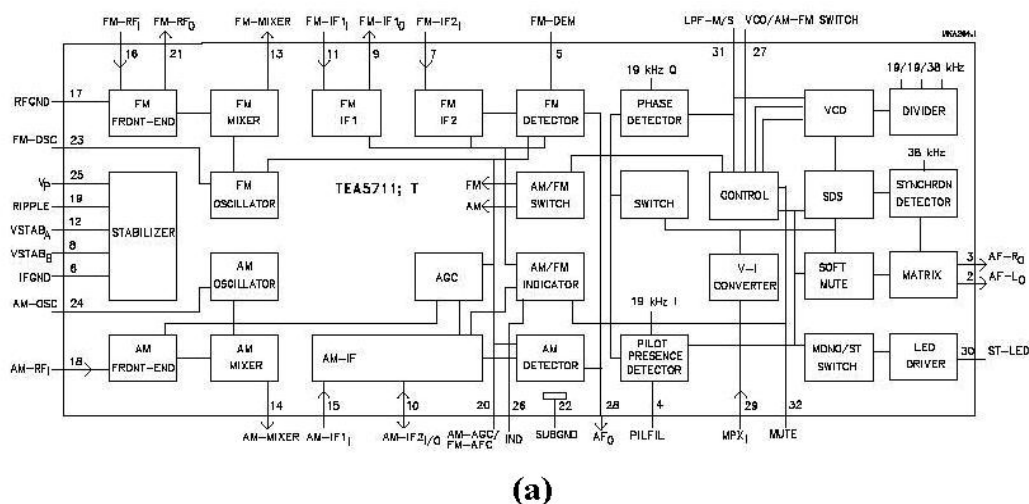 FM-RFI FM-RFO FM-MIXER FM-IF1I FM-IF1O FM-IF2I FM-DEM LPF-M/S VCO/AM-FM SWITCH
16 21 13 11 9 7 5 31 27
19 kHz Q 19/19/38 kHz
RFGND 17
FM FRONT-END
FM MIXER
FM IF1
FM IF2
FM DETECTOR
PHASE DETECTOR
VCO
DIVIDER
FM-OSC 23
38 kHz
VP 25
RIPPLE 19
VSTABA 12
VSTABB 8
IFGND 6
AM-OSC 24
STABILIZER
FM OSCILLATOR
TEA5711; T
FM
AM
AM/FM SWITCH
SWITCH
CONTROL
SDS
SYNCHRON DETECTOR
AM OSCILLATOR
AGC
AM/FM INDICATOR
V-I CONVERTER
SOFT MUTE
MATRIX
3 AF-RO
2 AF-LO
19 kHz I
AM-RFI 18
AM FRONT-END
AM MIXER
AM-IF
AM DETECTOR
PILOT PRESENCE DETECTOR
MONO/ST SWITCH
LED DRIVER
30 ST-LED
14 15 10 20 26 22 28 4 29 32
AM-MIXER AM-IF1I AM-IF2I/O AM-AGC/FM-AFC IND SUBGND AFO PILFIL MPXI MUTE
(a)